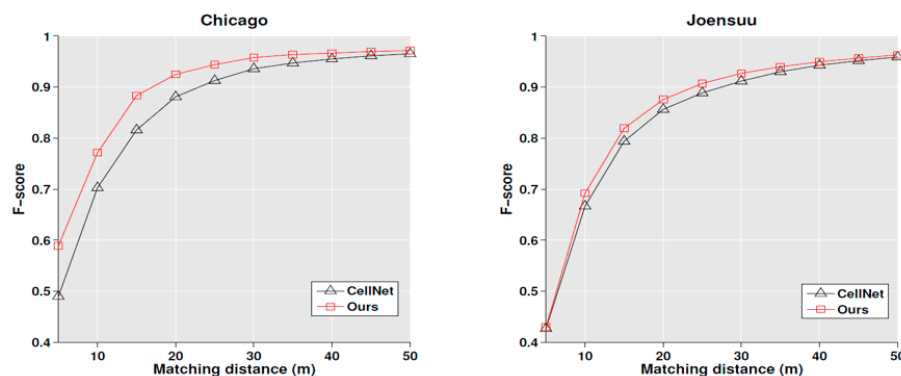 Chicago
1
0.9
0.8
0.7
0.6
0.5
0.4
F-score
10 20 30 40 50
Matching distance (m)
CellNet
Ours
Joensuu
1
0.9
0.8
0.7
0.6
0.5
0.4
F-score
10 20 30 40 50
Matching distance (m)
CellNet
Ours